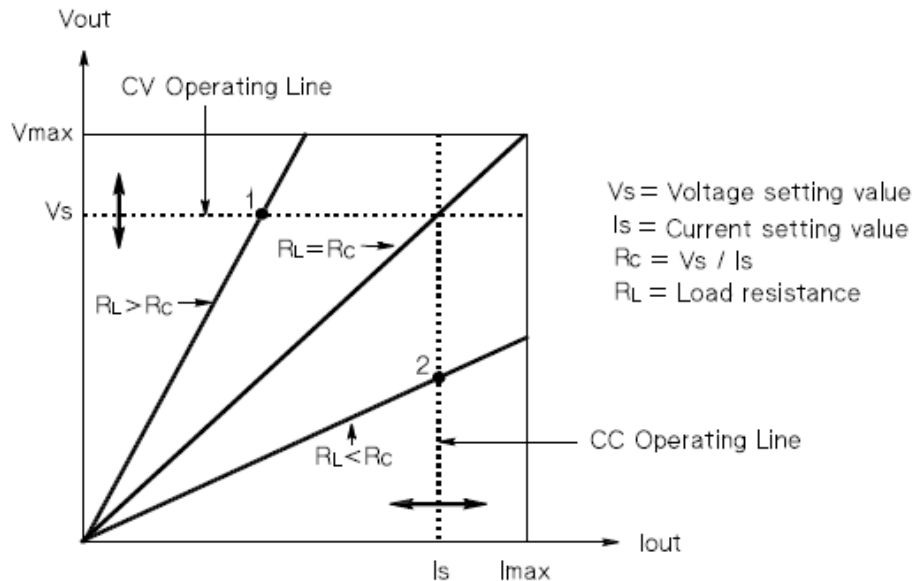 Vout
CV Operating Line
Vmax
1
Vs
RL=RC
RL>RC
Vs= Voltage setting value
Is= Current setting value
RC = Vs / Is
RL= Load resistance
2
RL<RC
CC Operating Line
Iout
Is
Imax